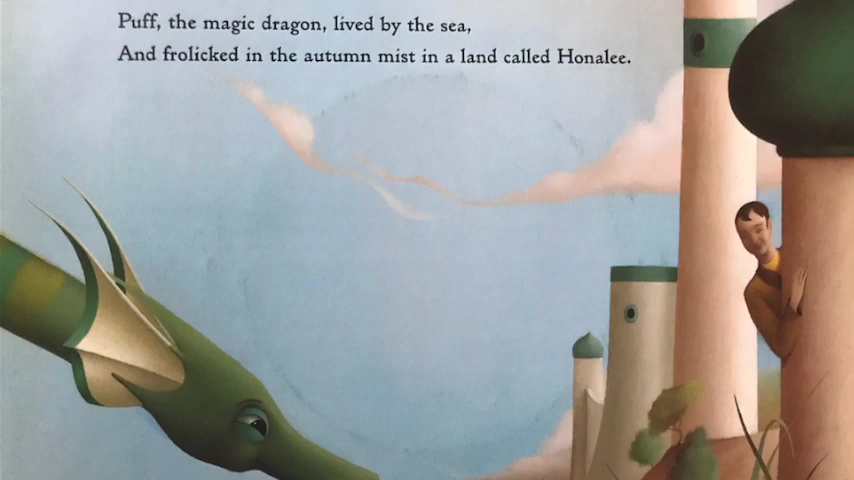 Puff, the magic dragon, lived by the sea,
And frolicked in the autumn mist in a land called Honalee.